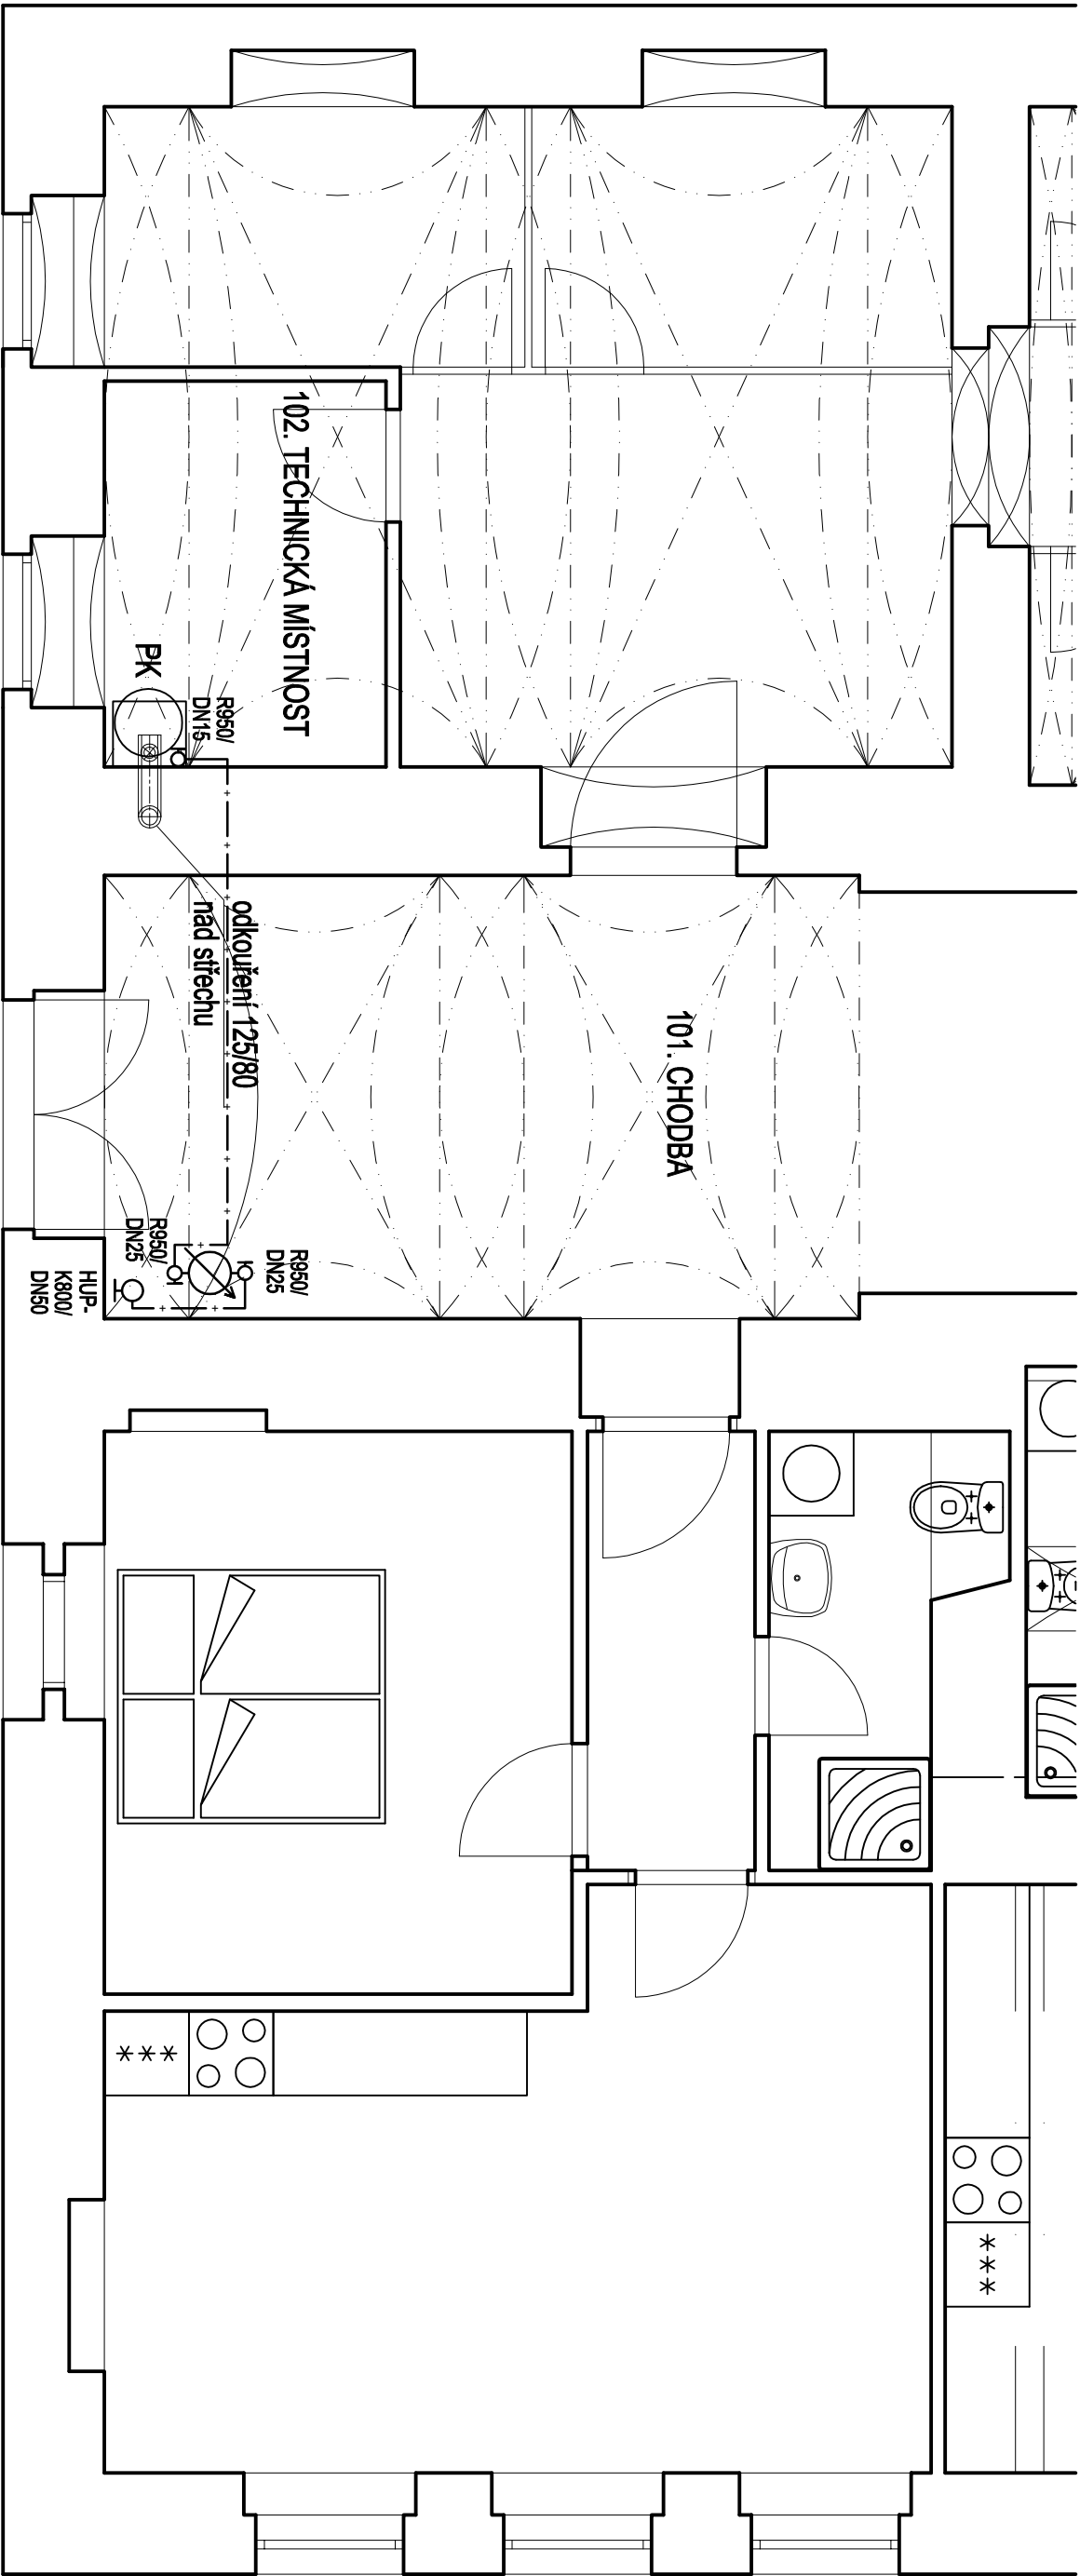 102. TECHNICKÁ MÍSTNOST
PK
R950/
DN15
odkouření 125/80
nad střechu
101. CHODBA
R950/
DN25
R950/
DN25
HUP-
K800/
DN50
***
***